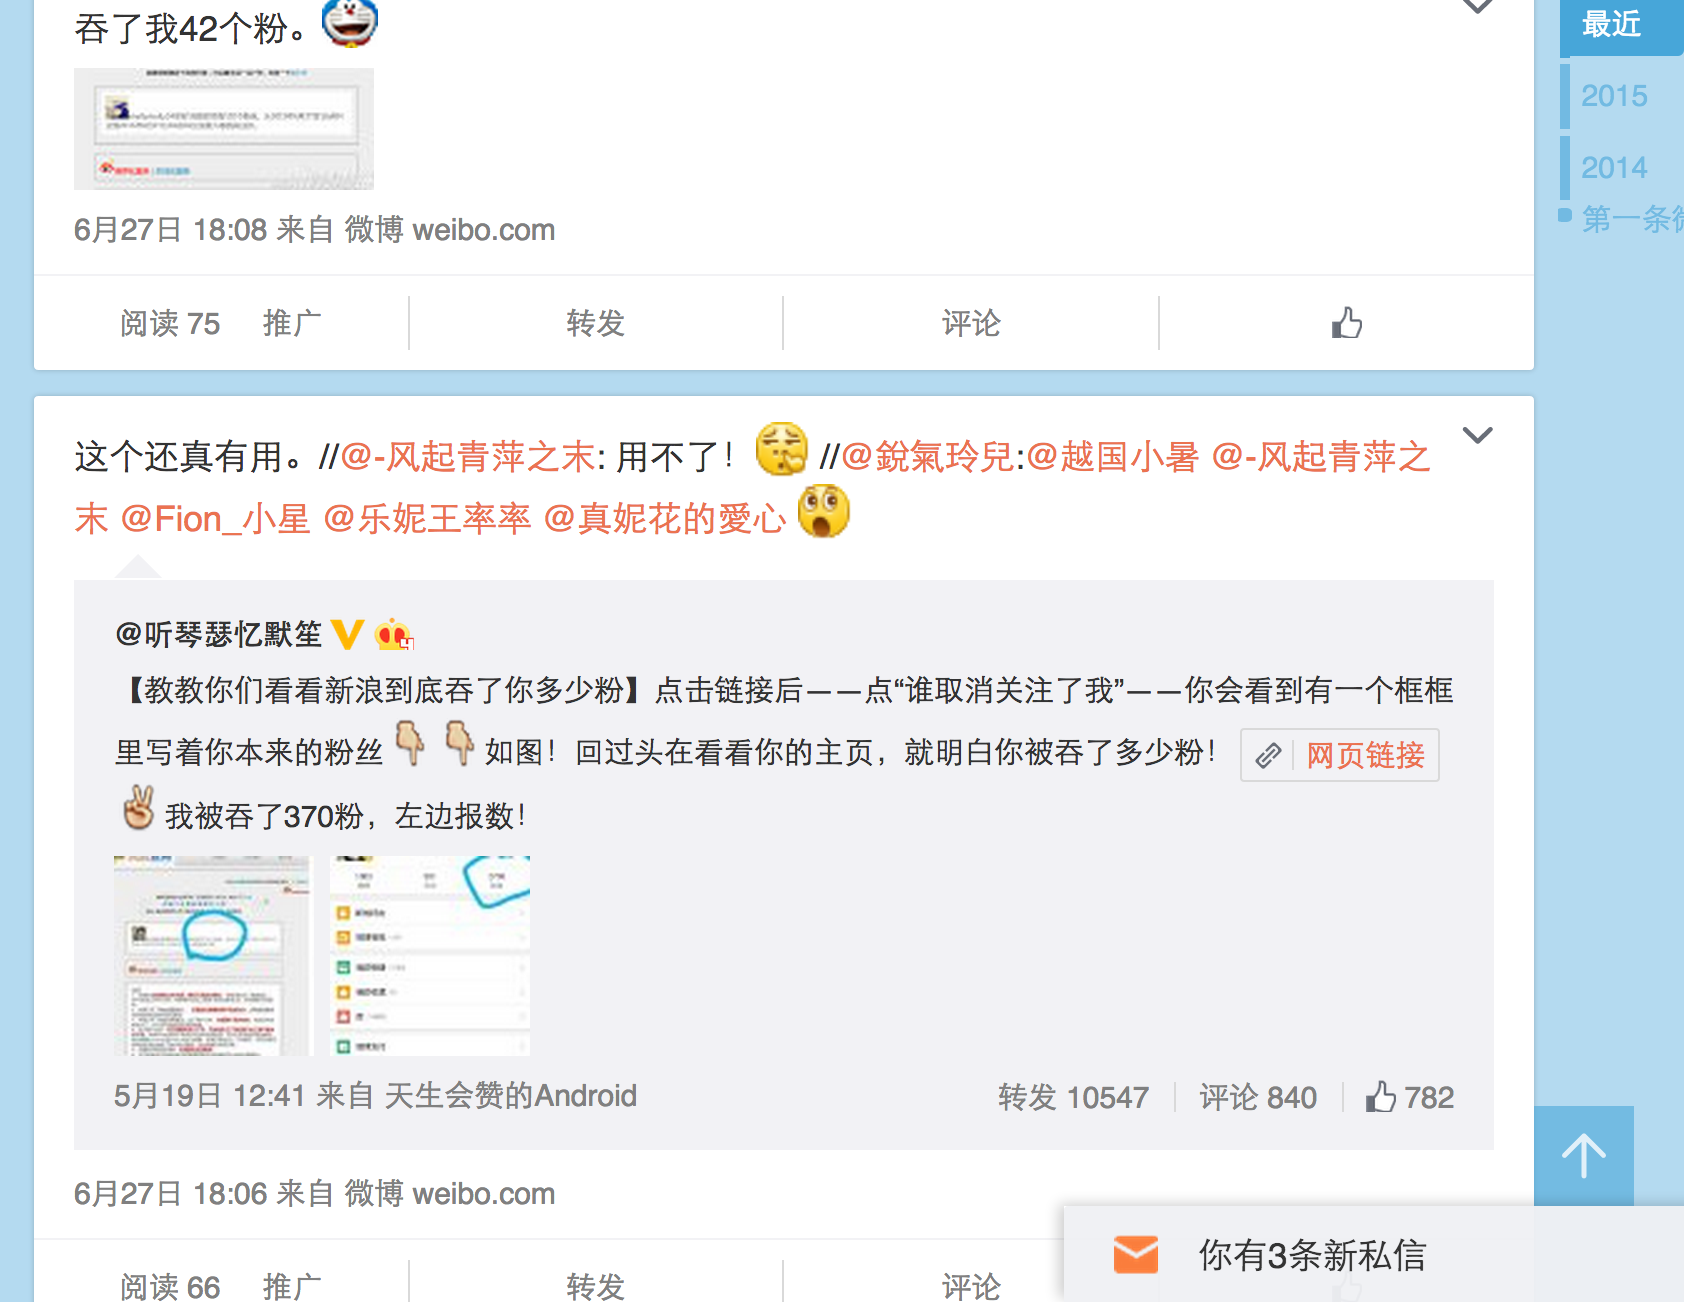 吞了我42个粉。
6月27日 18:08 来自 微博 weibo.com
阅读 75 推广 转发 评论
这个还真有用。//@-风起青萍之末: 用不了！ //@銳氣玲兒:@越国小暑 @-风起青萍之
末 @Fion_小星 @乐妮王率率 @真妮花的愛心
@听琴瑟忆默笙
【教教你们看看新浪到底吞了你多少粉】点击链接后——点“谁取消关注了我”——你会看到有一个框框
里写着你本来的粉丝 如图！回过头在看看你的主页，就明白你被吞了多少粉！ 网页链接
我被吞了370粉，左边报数！
5月19日 12:41 来自 天生会赞的Android 转发 10547 评论 840 782
6月27日 18:06 来自 微博 weibo.com
阅读 66 推广 转发 评论
最近
2015
2014
第一条微
你有3条新私信